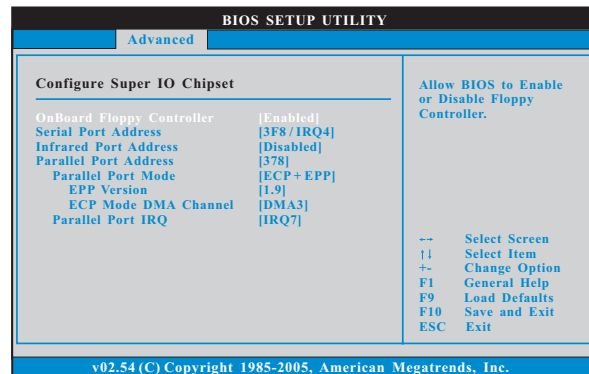 BIOS SETUP UTILITY
Advanced
Configure Super IO Chipset
OnBoard Floppy Controller [Enabled]
Serial Port Address [3F8 / IRQ4]
Infrared Port Address [Disabled]
Parallel Port Address [378]
Parallel Port Mode [ECP + EPP]
EPP Version [1.9]
ECP Mode DMA Channel [DMA3]
Parallel Port IRQ [IRQ7]
Allow BIOS to Enable
or Disable Floppy
Controller.
←→ Select Screen
↑↓ Select Item
+- Change Option
F1 General Help
F9 Load Defaults
F10 Save and Exit
ESC Exit
v02.54 (C) Copyright 1985-2005, American Megatrends, Inc.